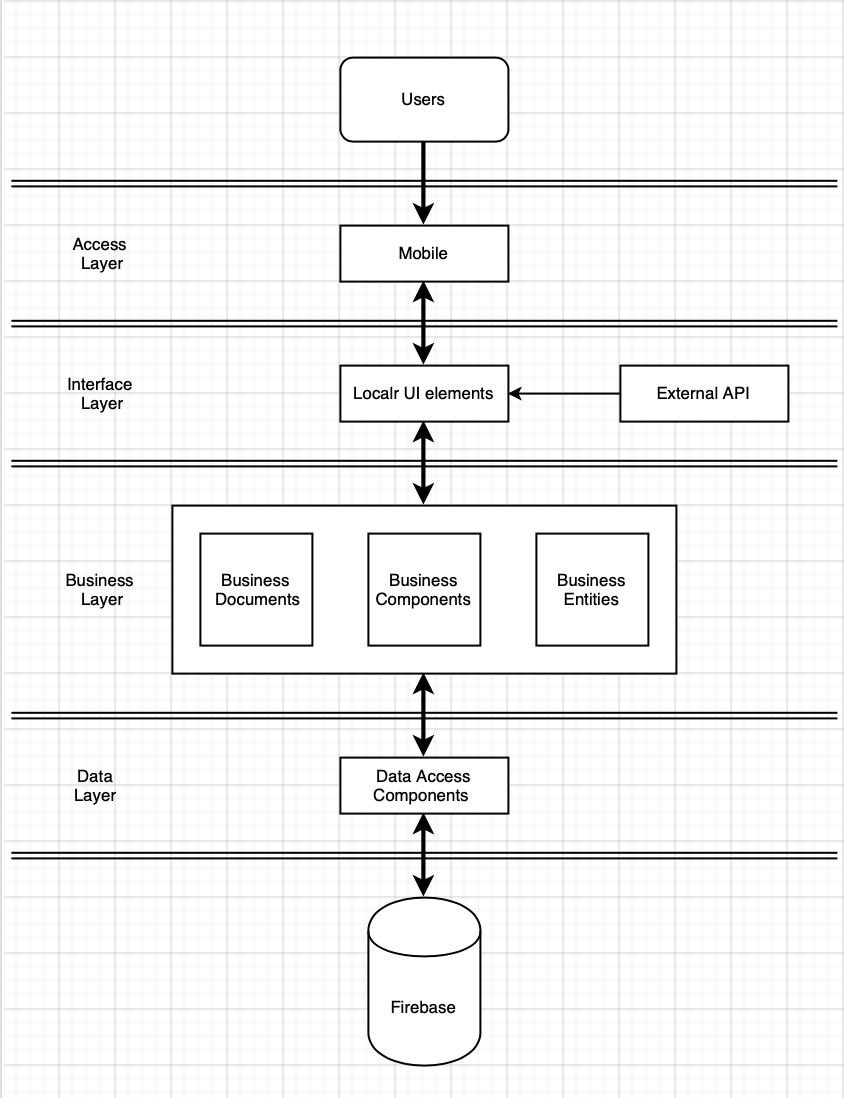 Users
Access
Layer
Mobile
Interface
Layer
Localr UI elements
External API
Business
Layer
Business
Documents
Business
Components
Business
Entities
Data
Layer
Data Access
Components
Firebase